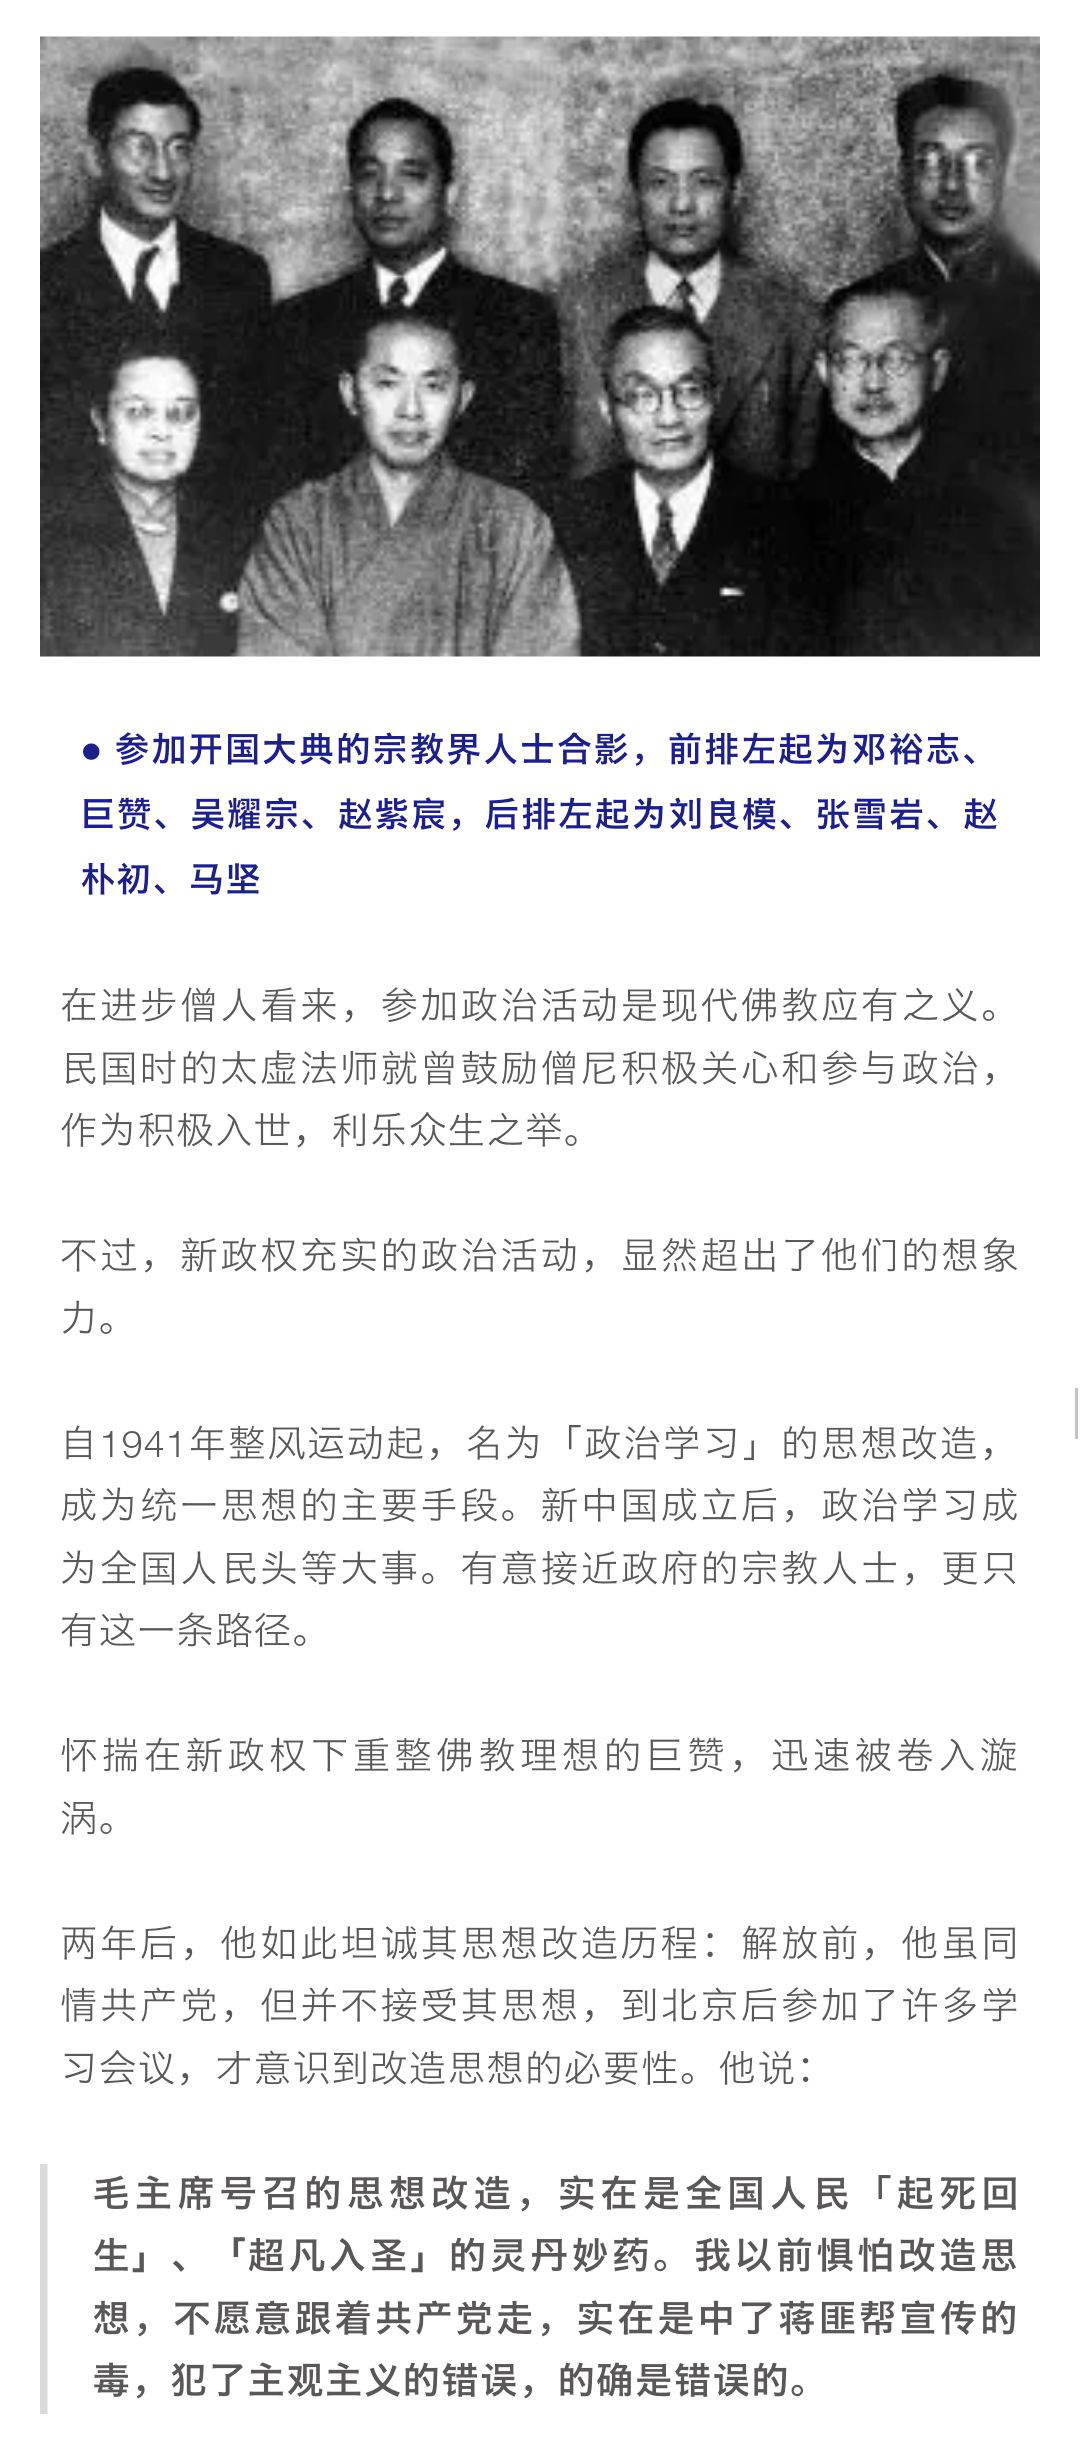 ● 参加开国大典的宗教界人士合影，前排左起为邓裕志、
巨赞、吴耀宗、赵紫宸，后排左起为刘良模、张雪岩、赵
朴初、马坚
在进步僧人看来，参加政治活动是现代佛教应有之义。
民国时的太虚法师就曾鼓励僧尼积极关心和参与政治，
作为积极入世，利乐众生之举。
不过，新政权充实的政治活动，显然超出了他们的想象
力。
自1941年整风运动起，名为「政治学习」的思想改造，
成为统一思想的主要手段。新中国成立后，政治学习成
为全国人民头等大事。有意接近政府的宗教人士，更只
有这一条路径。
怀揣在新政权下重整佛教理想的巨赞，迅速被卷入漩
涡。
两年后，他如此坦诚其思想改造历程：解放前，他虽同
情共产党，但并不接受其思想，到北京后参加了许多学
习会议，才意识到改造思想的必要性。他说：
毛主席号召的思想改造，实在是全国人民「起死回
生」、「超凡入圣」的灵丹妙药。我以前惧怕改造思
想，不愿意跟着共产党走，实在是中了蒋匪帮宣传的
毒，犯了主观主义的错误，的确是错误的。